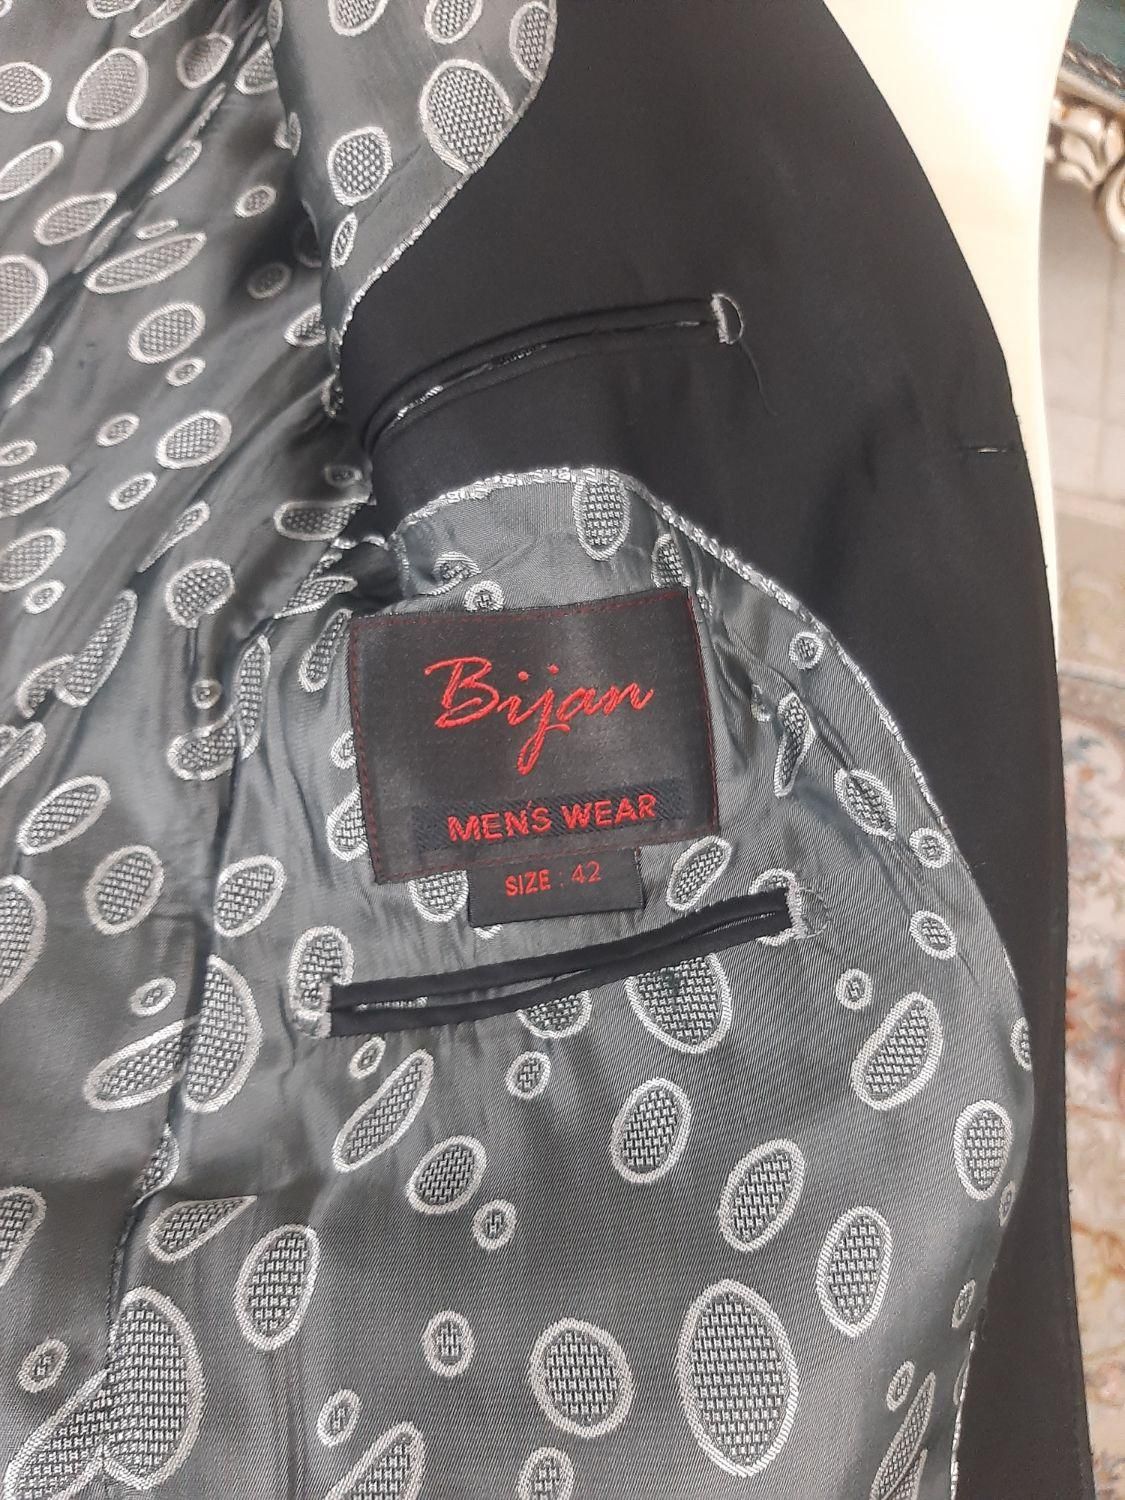 Bijan
MEN'S WEAR
SIZE : 42